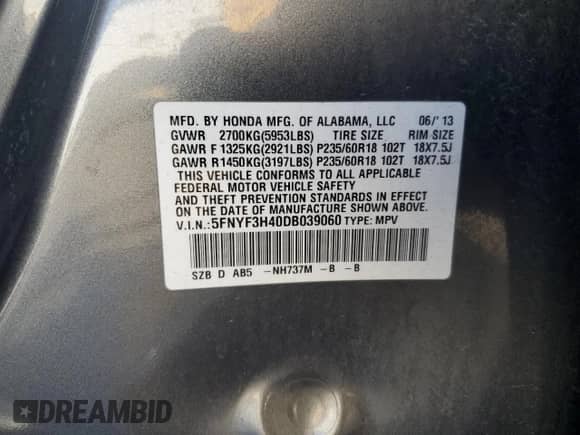 MFD. BY HONDA MFG. OF ALABAMA, LLC 06/'13
GVWR 2700KG(5953LBS) TIRE SIZE RIM SIZE
GAWR F 1325KG(2921LBS) P235/60R18 102T 18X7.5J
GAWR R1450KG(3197LBS) P235/60R18 102T 18X7.5J
THIS VEHICLE CONFORMS TO ALL APPLICABLE
FEDERAL MOTOR VEHICLE SAFETY
AND THEFT PREVENTION STANDARDS IN EFFECT
ON THE DATE OF MANUFACTURE SHOWN ABOVE.
V.I.N.:5FNYF3H40DB039060 TYPE: MPV
SZB D AB5 -NH737M -B -B
DREAMBID